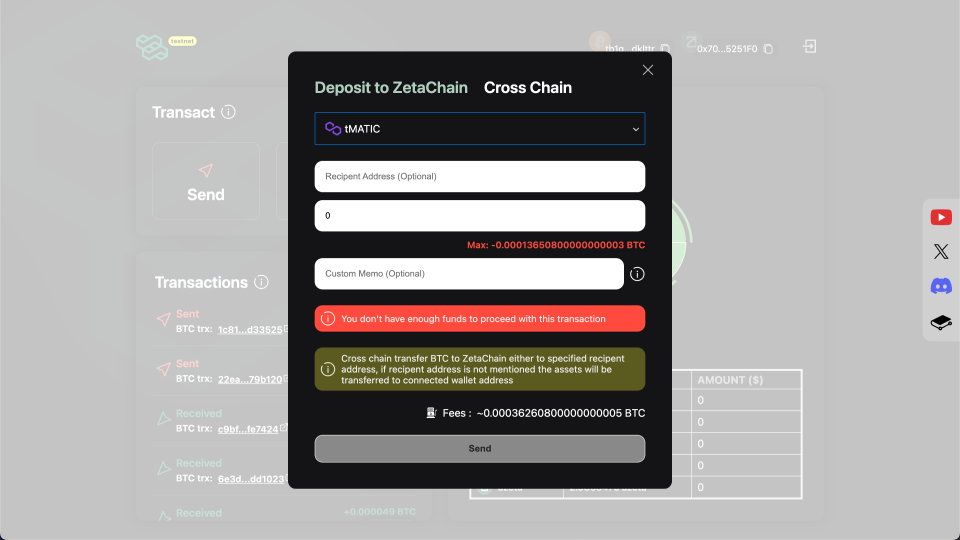 testnet
tb1q...dklttr
0x70...5251F0
Deposit to ZetaChain Cross Chain
Transact
tMATIC
Recipent Address (Optional)
Send
0
Max: -0.00013650800000000003 BTC
Custom Memo (Optional)
Transactions
Sent
BTC trx: 1c81...d33525
You don't have enough funds to proceed with this transaction
Sent
BTC trx: 22ea...79b120
Cross chain transfer BTC to ZetaChain either to specified recipent
address, if recipent address is not mentioned the assets will be
transferred to connected wallet address
AMOUNT ($)
0
Received
BTC trx: c9bf...fe7424
Fees : ~0.00036260800000000005 BTC
0
0
Send
Received
BTC trx: 6e3d...dd1023
0
0
Received
+0.000049 BTC